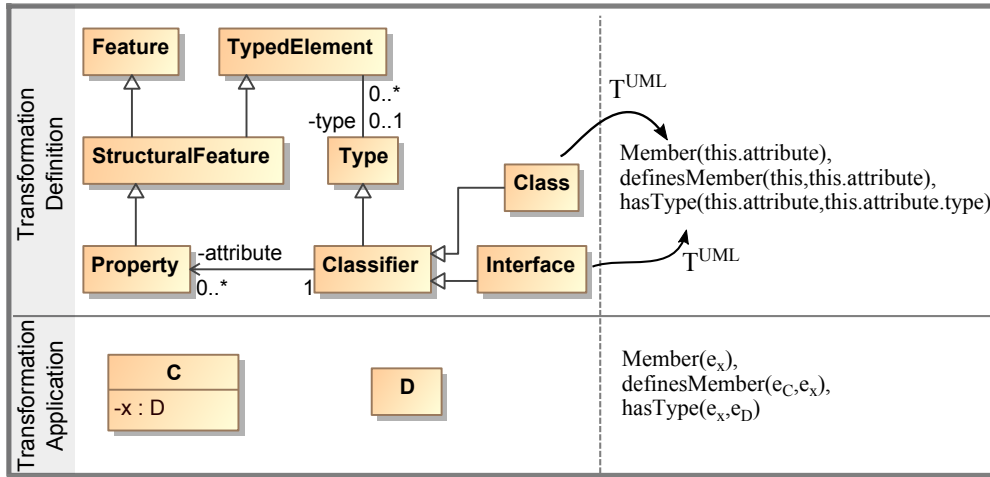 Transformation
Definition
Feature
TypedElement
T^UML
0..*
-type
0..1
StructuralFeature
Type
Class
Member(this.attribute),
definesMember(this,this.attribute),
hasType(this.attribute,this.attribute.type)
Property
-attribute
0..*
1
Classifier
Interface
T^UML
Transformation
Application
C
-x : D
D
Member(e_x),
definesMember(e_C,e_x),
hasType(e_x,e_D)